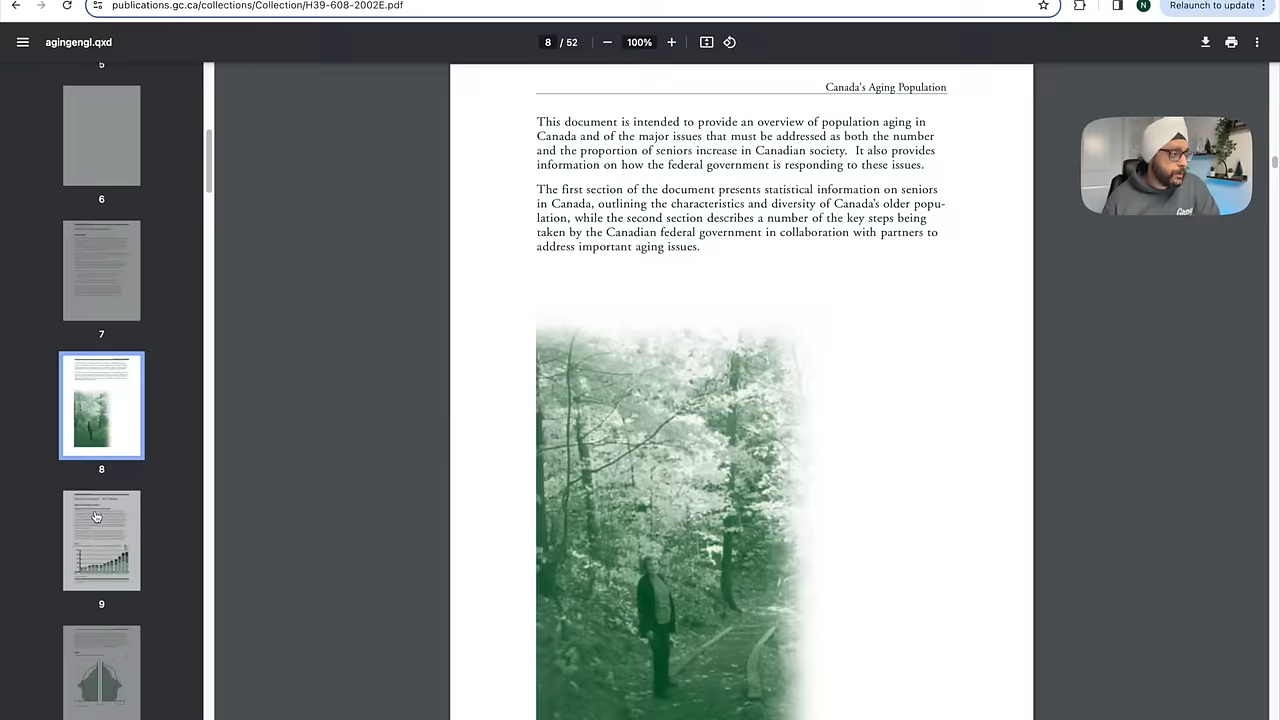 publications.gc.ca/collections/Collection/H39-608-2002E.pdf
N
Relaunch to update
agingengl.qxd
8 / 52
100%
5
6
7
8
9
Canada's Aging Population
This document is intended to provide an overview of population aging in
Canada and of the major issues that must be addressed as both the number
and the proportion of seniors increase in Canadian society. It also provides
information on how the federal government is responding to these issues.
The first section of the document presents statistical information on seniors
in Canada, outlining the characteristics and diversity of Canada's older popu-
lation, while the second section describes a number of the key steps being
taken by the Canadian federal government in collaboration with partners to
address important aging issues.